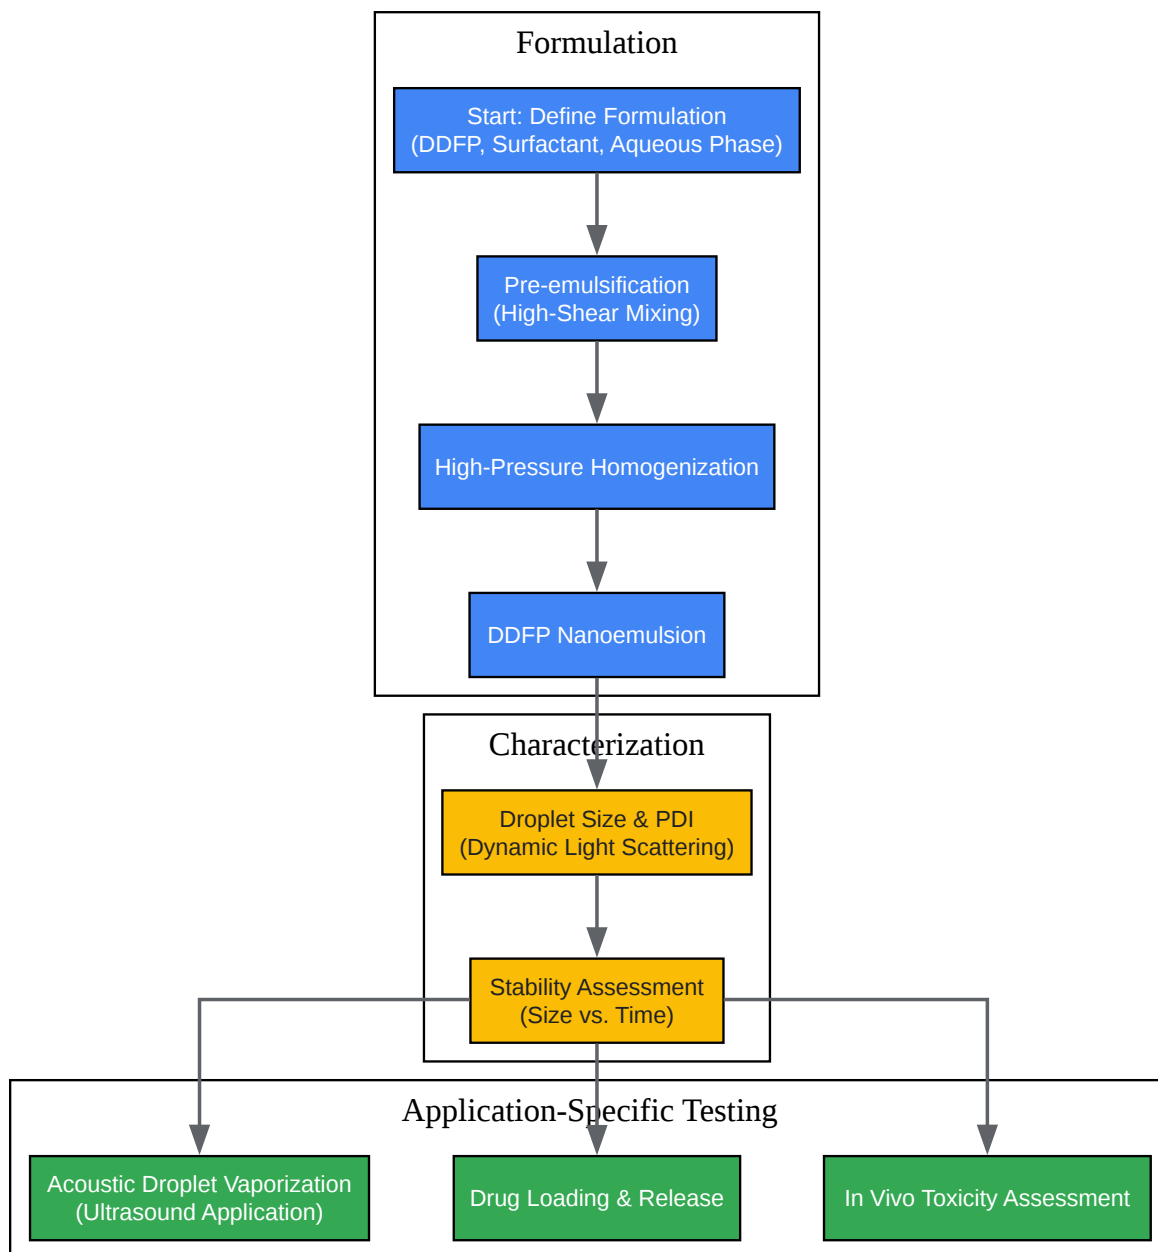 Formulation
Start: Define Formulation
(DDFP, Surfactant, Aqueous Phase)
Pre-emulsification
(High-Shear Mixing)
High-Pressure Homogenization
DDFP Nanoemulsion
Characterization
Droplet Size & PDI
(Dynamic Light Scattering)
Stability Assessment
(Size vs. Time)
Application-Specific Testing
Acoustic Droplet Vaporization
(Ultrasound Application)
Drug Loading & Release
In Vivo Toxicity Assessment